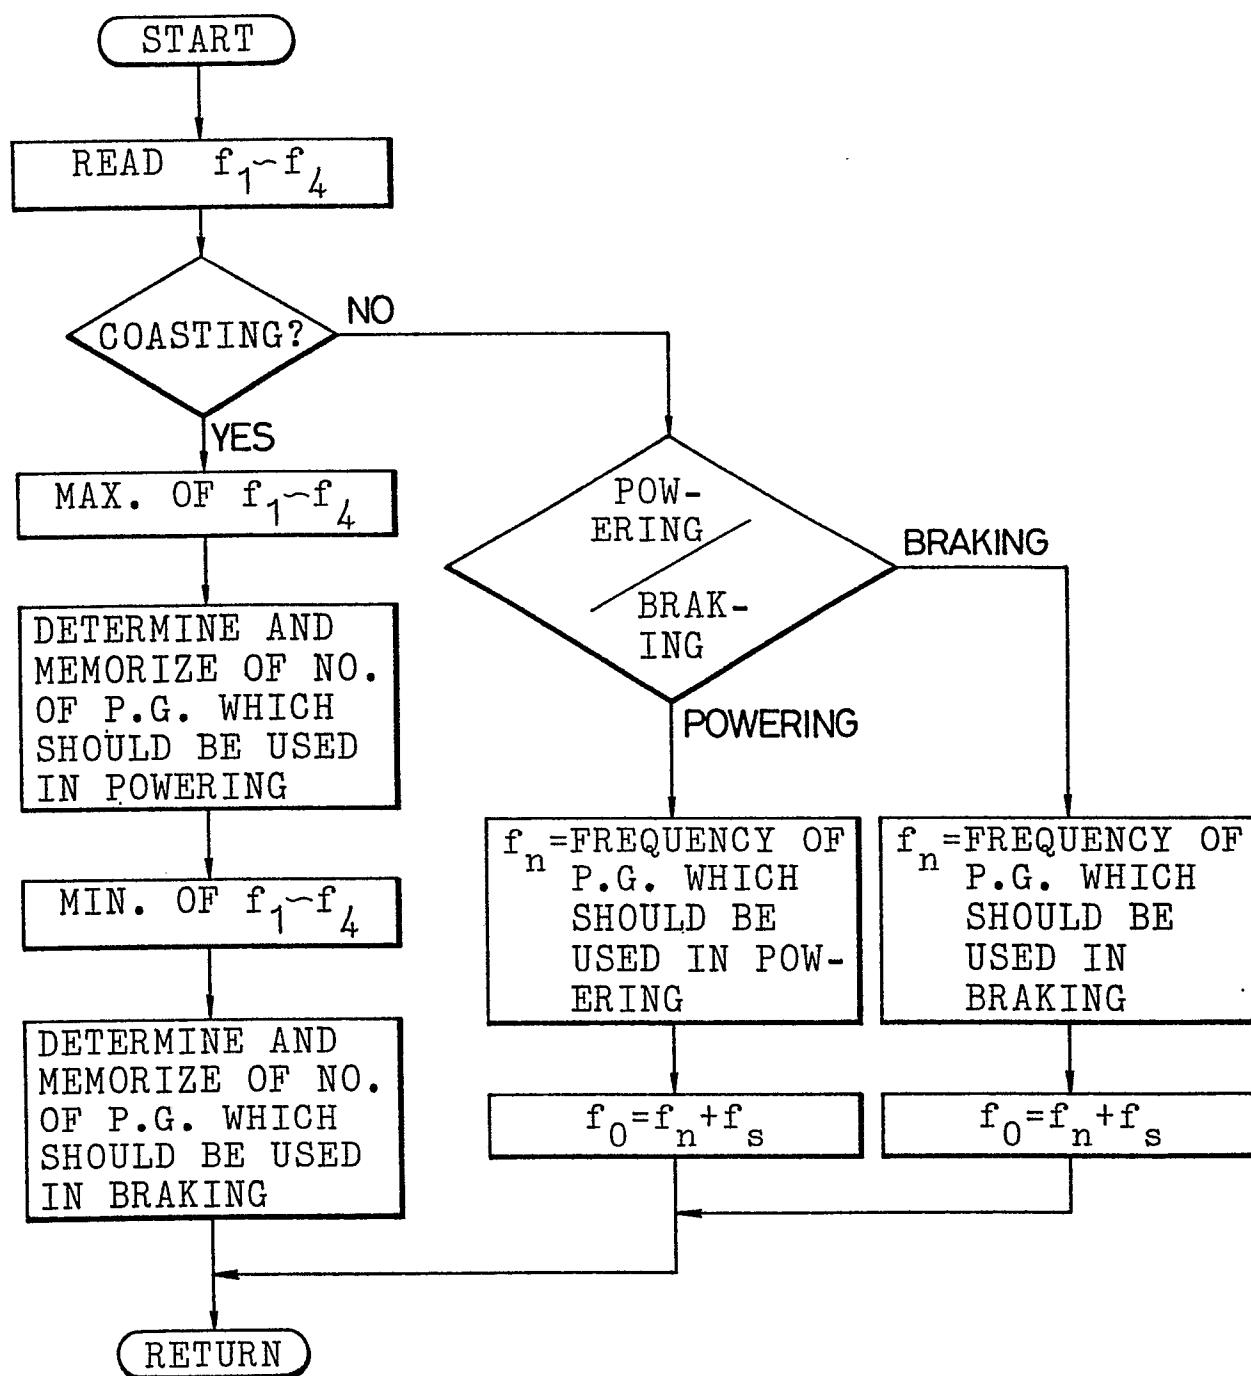 START
READ f₁~f₄
COASTING?
NO
YES
MAX. OF f₁~f₄
DETERMINE AND
MEMORIZE OF NO.
OF P.G. WHICH
SHOULD BE USED
IN POWERING
MIN. OF f₁~f₄
DETERMINE AND
MEMORIZE OF NO.
OF P.G. WHICH
SHOULD BE USED
IN BRAKING
POW-
ERING
BRAK-
ING
BRAKING
POWERING
fₙ=FREQUENCY OF
P.G. WHICH
SHOULD BE
USED IN POW-
ERING
f₀=fₙ+fₛ
fₙ=FREQUENCY OF
P.G. WHICH
SHOULD BE
USED IN
BRAKING
f₀=fₙ+fₛ
RETURN